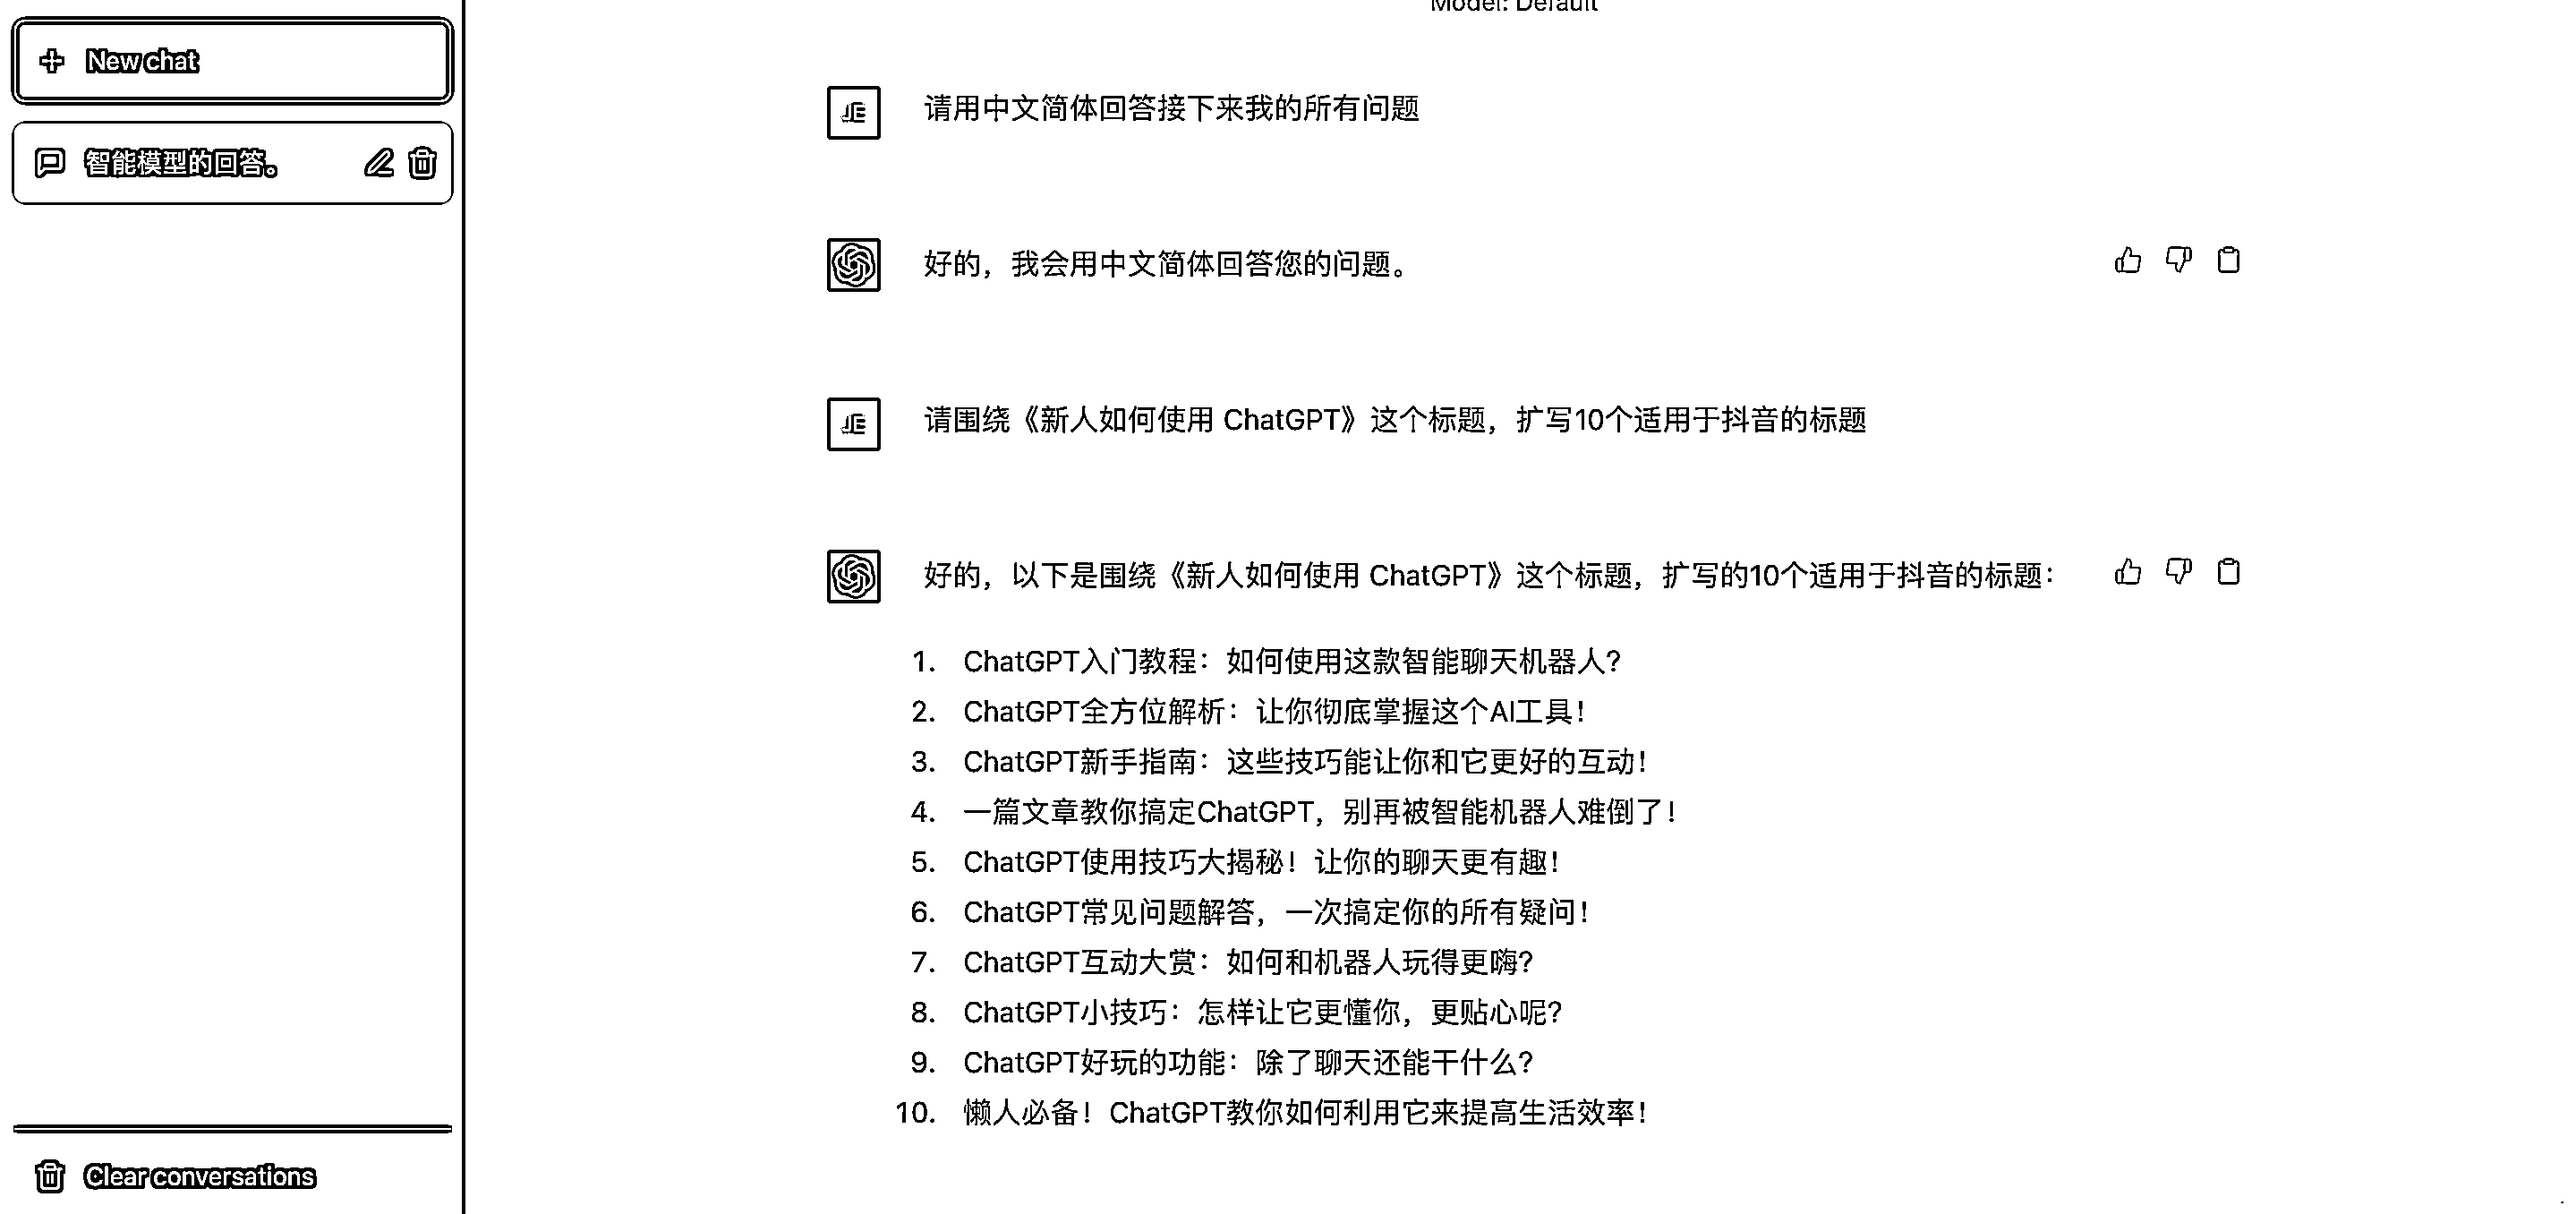 Model: Default
New chat
智能模型的回答。
请用中文简体回答接下来我的所有问题
好的，我会用中文简体回答您的问题。
请围绕《新人如何使用 ChatGPT》这个标题，扩写10个适用于抖音的标题
好的，以下是围绕《新人如何使用 ChatGPT》这个标题，扩写的10个适用于抖音的标题：
1. ChatGPT入门教程：如何使用这款智能聊天机器人？
2. ChatGPT全方位解析：让你彻底掌握这个AI工具！
3. ChatGPT新手指南：这些技巧能让你和它更好的互动！
4. 一篇文章教你搞定ChatGPT，别再被智能机器人难倒了！
5. ChatGPT使用技巧大揭秘！让你的聊天更有趣！
6. ChatGPT常见问题解答，一次搞定你的所有疑问！
7. ChatGPT互动大赏：如何和机器人玩得更嗨？
8. ChatGPT小技巧：怎样让它更懂你，更贴心呢？
9. ChatGPT好玩的功能：除了聊天还能干什么？
10. 懒人必备！ChatGPT教你如何利用它来提高生活效率！
Clear conversations